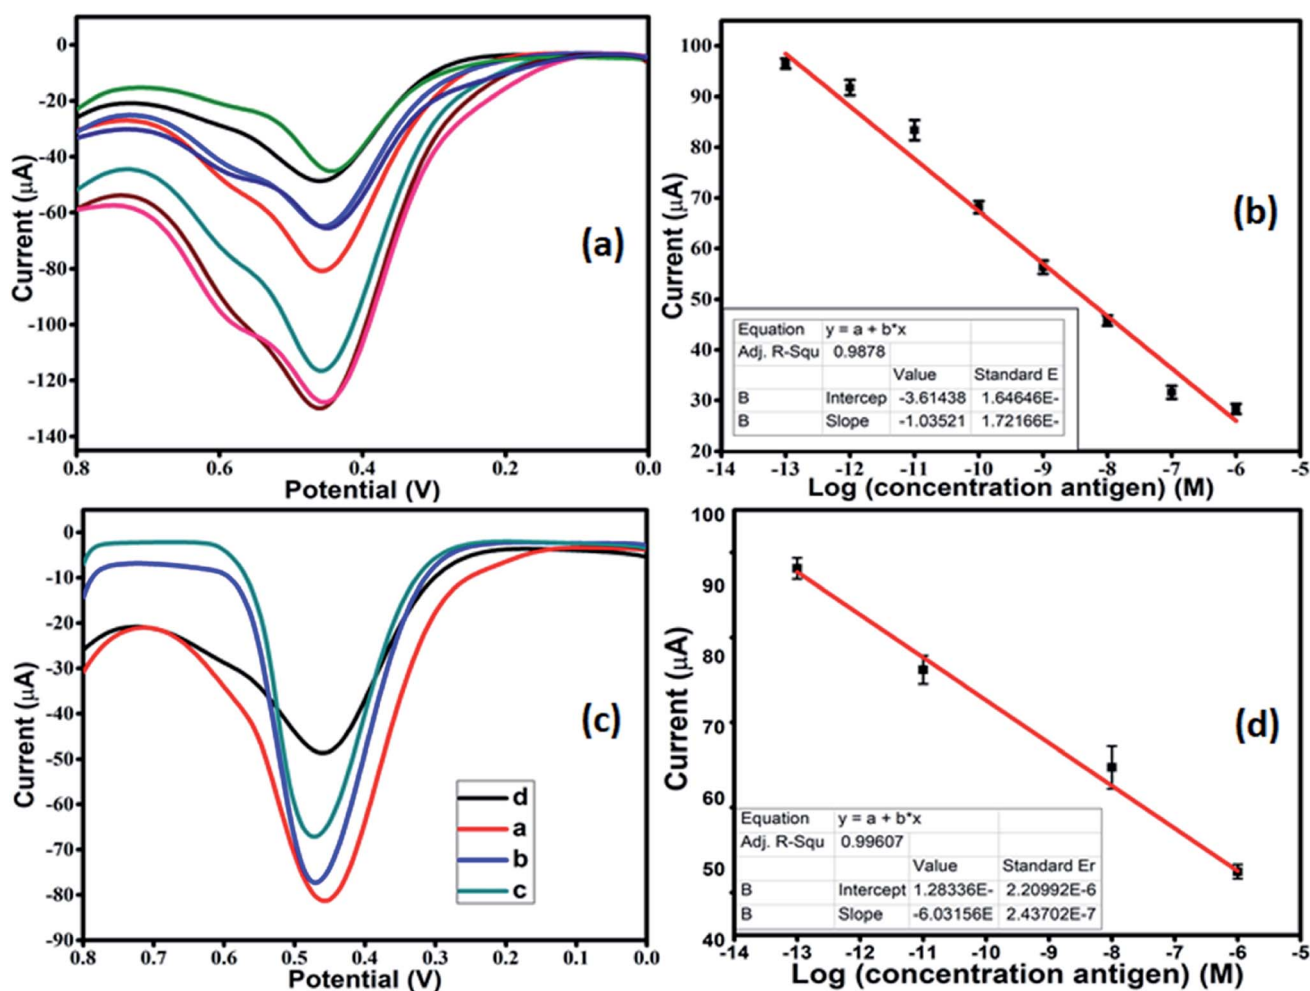 0
-20
-40
-60
-80
-100
-120
-140
Current (μA)
0.8 0.6 0.4 0.2 0.0
Potential (V)
(a)
100
90
80
70
60
50
40
30
20
Current (μA)
(b)
Equation y = a + b*x
Adj. R-Squ 0.9878
Value Standard E
B Intercep -3.61438 1.64646E-
B Slope -1.03521 1.72166E-
-14 -13 -12 -11 -10 -9 -8 -7 -6 -5
Log (concentration antigen) (M)
0
-10
-20
-30
-40
-50
-60
-70
-80
-90
Current (μA)
(c)
d
a
b
c
0.8 0.7 0.6 0.5 0.4 0.3 0.2 0.1 0.0
Potential (V)
100
90
80
70
60
50
40
Current (μA)
(d)
Equation y = a + b*x
Adj. R-Squ 0.99607
Value Standard Er
B Intercept 1.28336E- 2.20992E-6
B Slope -6.03156E 2.43702E-7
-14 -13 -12 -11 -10 -9 -8 -7 -6 -5
Log (concentration antigen) (M)